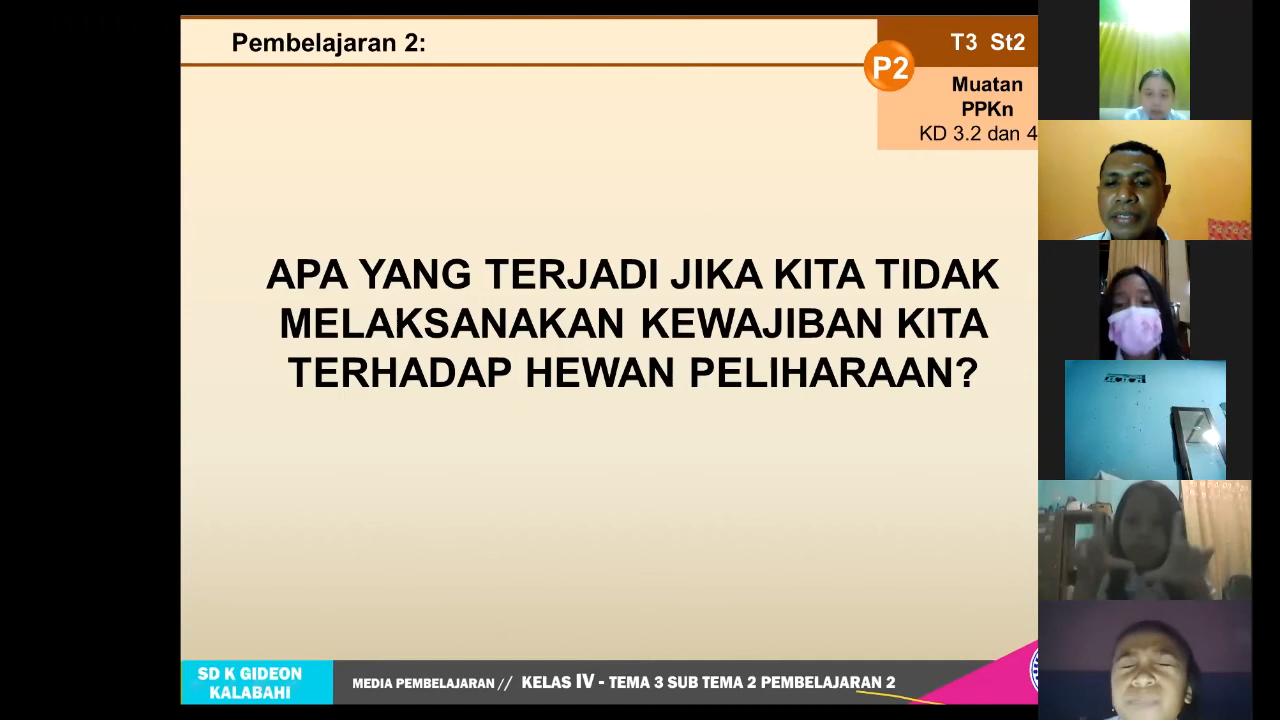 Pembelajaran 2:
T3 St2
P2
Muatan
PPKn
KD 3.2 dan 4
APA YANG TERJADI JIKA KITA TIDAK
MELAKSANAKAN KEWAJIBAN KITA
TERHADAP HEWAN PELIHARAAN?
SD K GIDEON
KALABAHI
MEDIA PEMBELAJARAN // KELAS IV - TEMA 3 SUB TEMA 2 PEMBELAJARAN 2